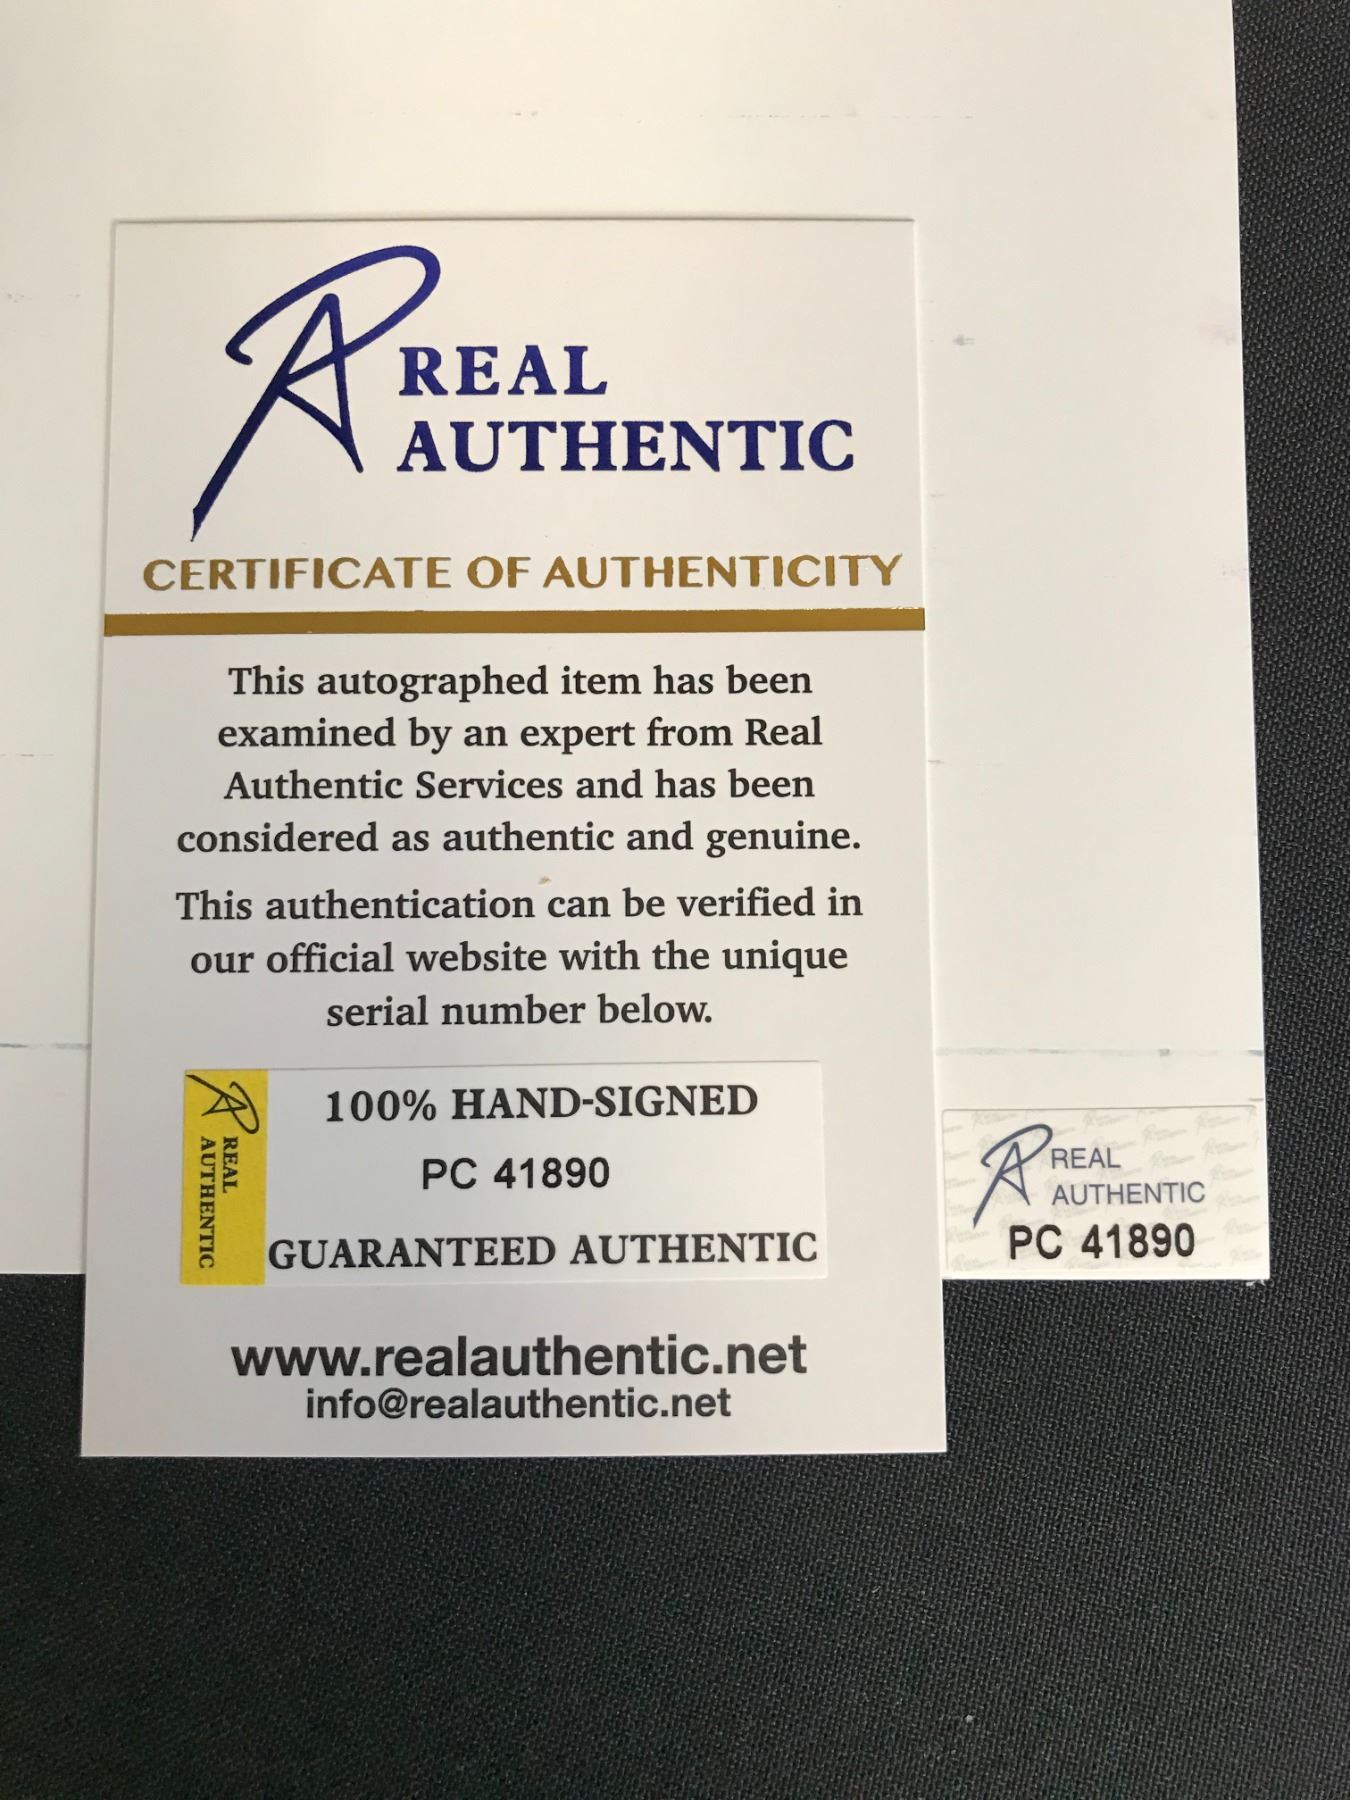 REAL
AUTHENTIC
CERTIFICATE OF AUTHENTICITY
This autographed item has been
examined by an expert from Real
Authentic Services and has been
considered as authentic and genuine.
This authentication can be verified in
our official website with the unique
serial number below.
REAL
AUTHENTIC
100% HAND-SIGNED
PC 41890
GUARANTEED AUTHENTIC
www.realauthentic.net
info@realauthentic.net
REAL
AUTHENTIC
PC 41890